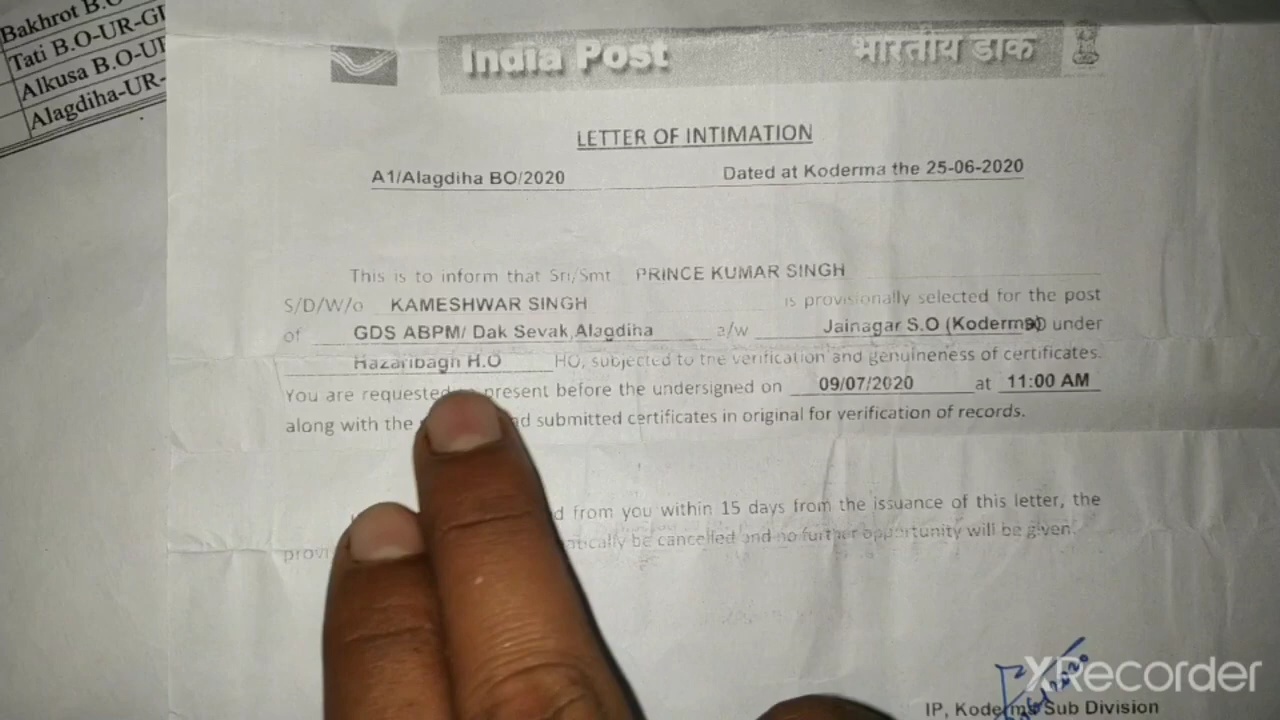 Bakhrot B.O
Tati B.O-UR-GI
Alkusa B.O-UI
Alagdiha-UR-
India Post भारतीय डाक
LETTER OF INTIMATION
A1/Alagdiha BO/2020 Dated at Koderma the 25-06-2020
This is to inform that Sri/Smt PRINCE KUMAR SINGH
S/D/W/o KAMESHWAR SINGH is provisionally selected for the post
of GDS ABPM/ Dak Sevak,Alagdiha a/w Jainagar S.O (Koderma) under
Hazaribagh H.O HO, subjected to the verification and genuineness of certificates.
You are requested present before the undersigned on 09/07/2020 at 11:00 AM
along with the submitted certificates in original for verification of records.
from you within 15 days from the issuance of this letter, the
be cancelled and no further opportunity will be given.
XRecorder
IP, Koderma Sub Division